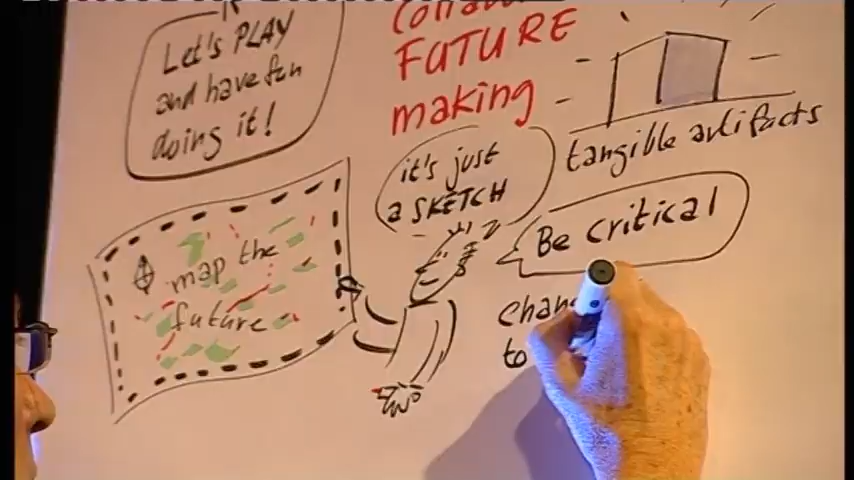 Let's PLAY
and have fun
doing it!
FUTURE
making
tangible artifacts
it's just
a SKETCH
Be critical
map the
future
to